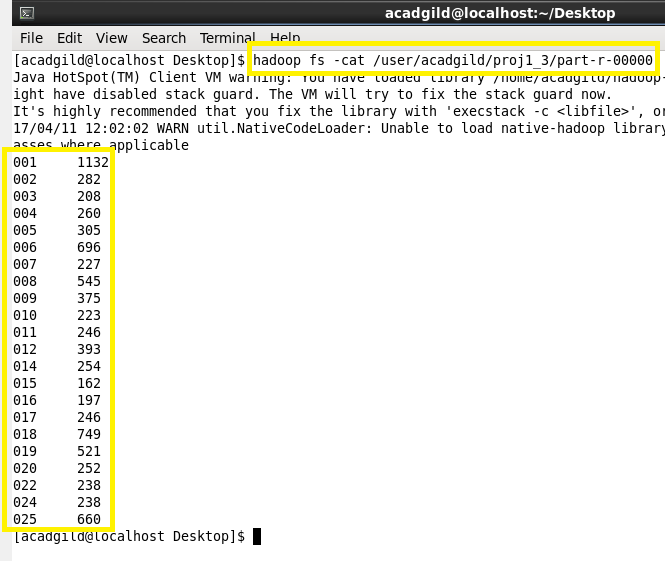 acadgild@localhost:~/Desktop
File Edit View Search Terminal Help
[acadgild@localhost Desktop]$ hadoop fs -cat /user/acadgild/proj1_3/part-r-00000
Java HotSpot(TM) Client VM warning: You have loaded library /home/acadgild/hadoop-
ight have disabled stack guard. The VM will try to fix the stack guard now.
It's highly recommended that you fix the library with 'execstack -c <libfile>', or
17/04/11 12:02:02 WARN util.NativeCodeLoader: Unable to load native-hadoop library
asses where applicable
001 1132
002 282
003 208
004 260
005 305
006 696
007 227
008 545
009 375
010 223
011 246
012 393
014 254
015 162
016 197
017 246
018 749
019 521
020 252
022 238
024 238
025 660
[acadgild@localhost Desktop]$